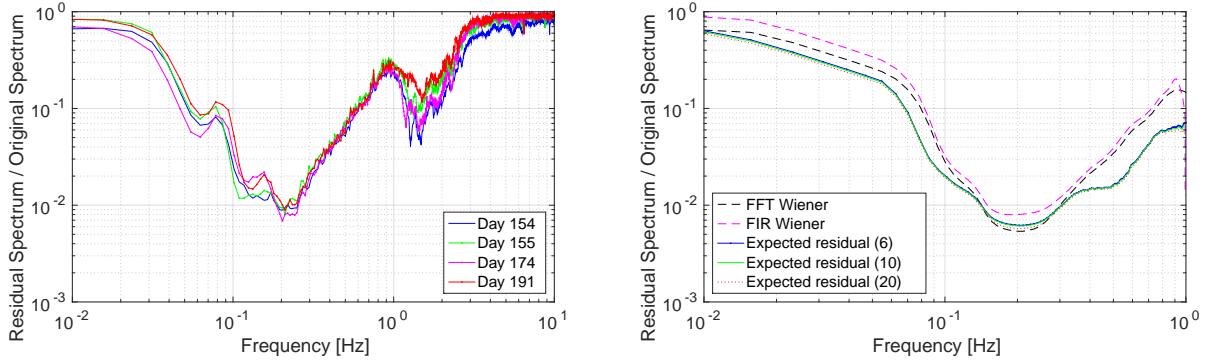 Residual Spectrum / Original Spectrum
10^0
10^-1
10^-2
10^-3
10^-2
10^-1
10^0
10^1
Frequency [Hz]
Day 154
Day 155
Day 174
Day 191
Residual Spectrum / Original Spectrum
10^0
10^-1
10^-2
10^-3
10^-2
10^-1
10^0
Frequency [Hz]
FFT Wiener
FIR Wiener
Expected residual (6)
Expected residual (10)
Expected residual (20)